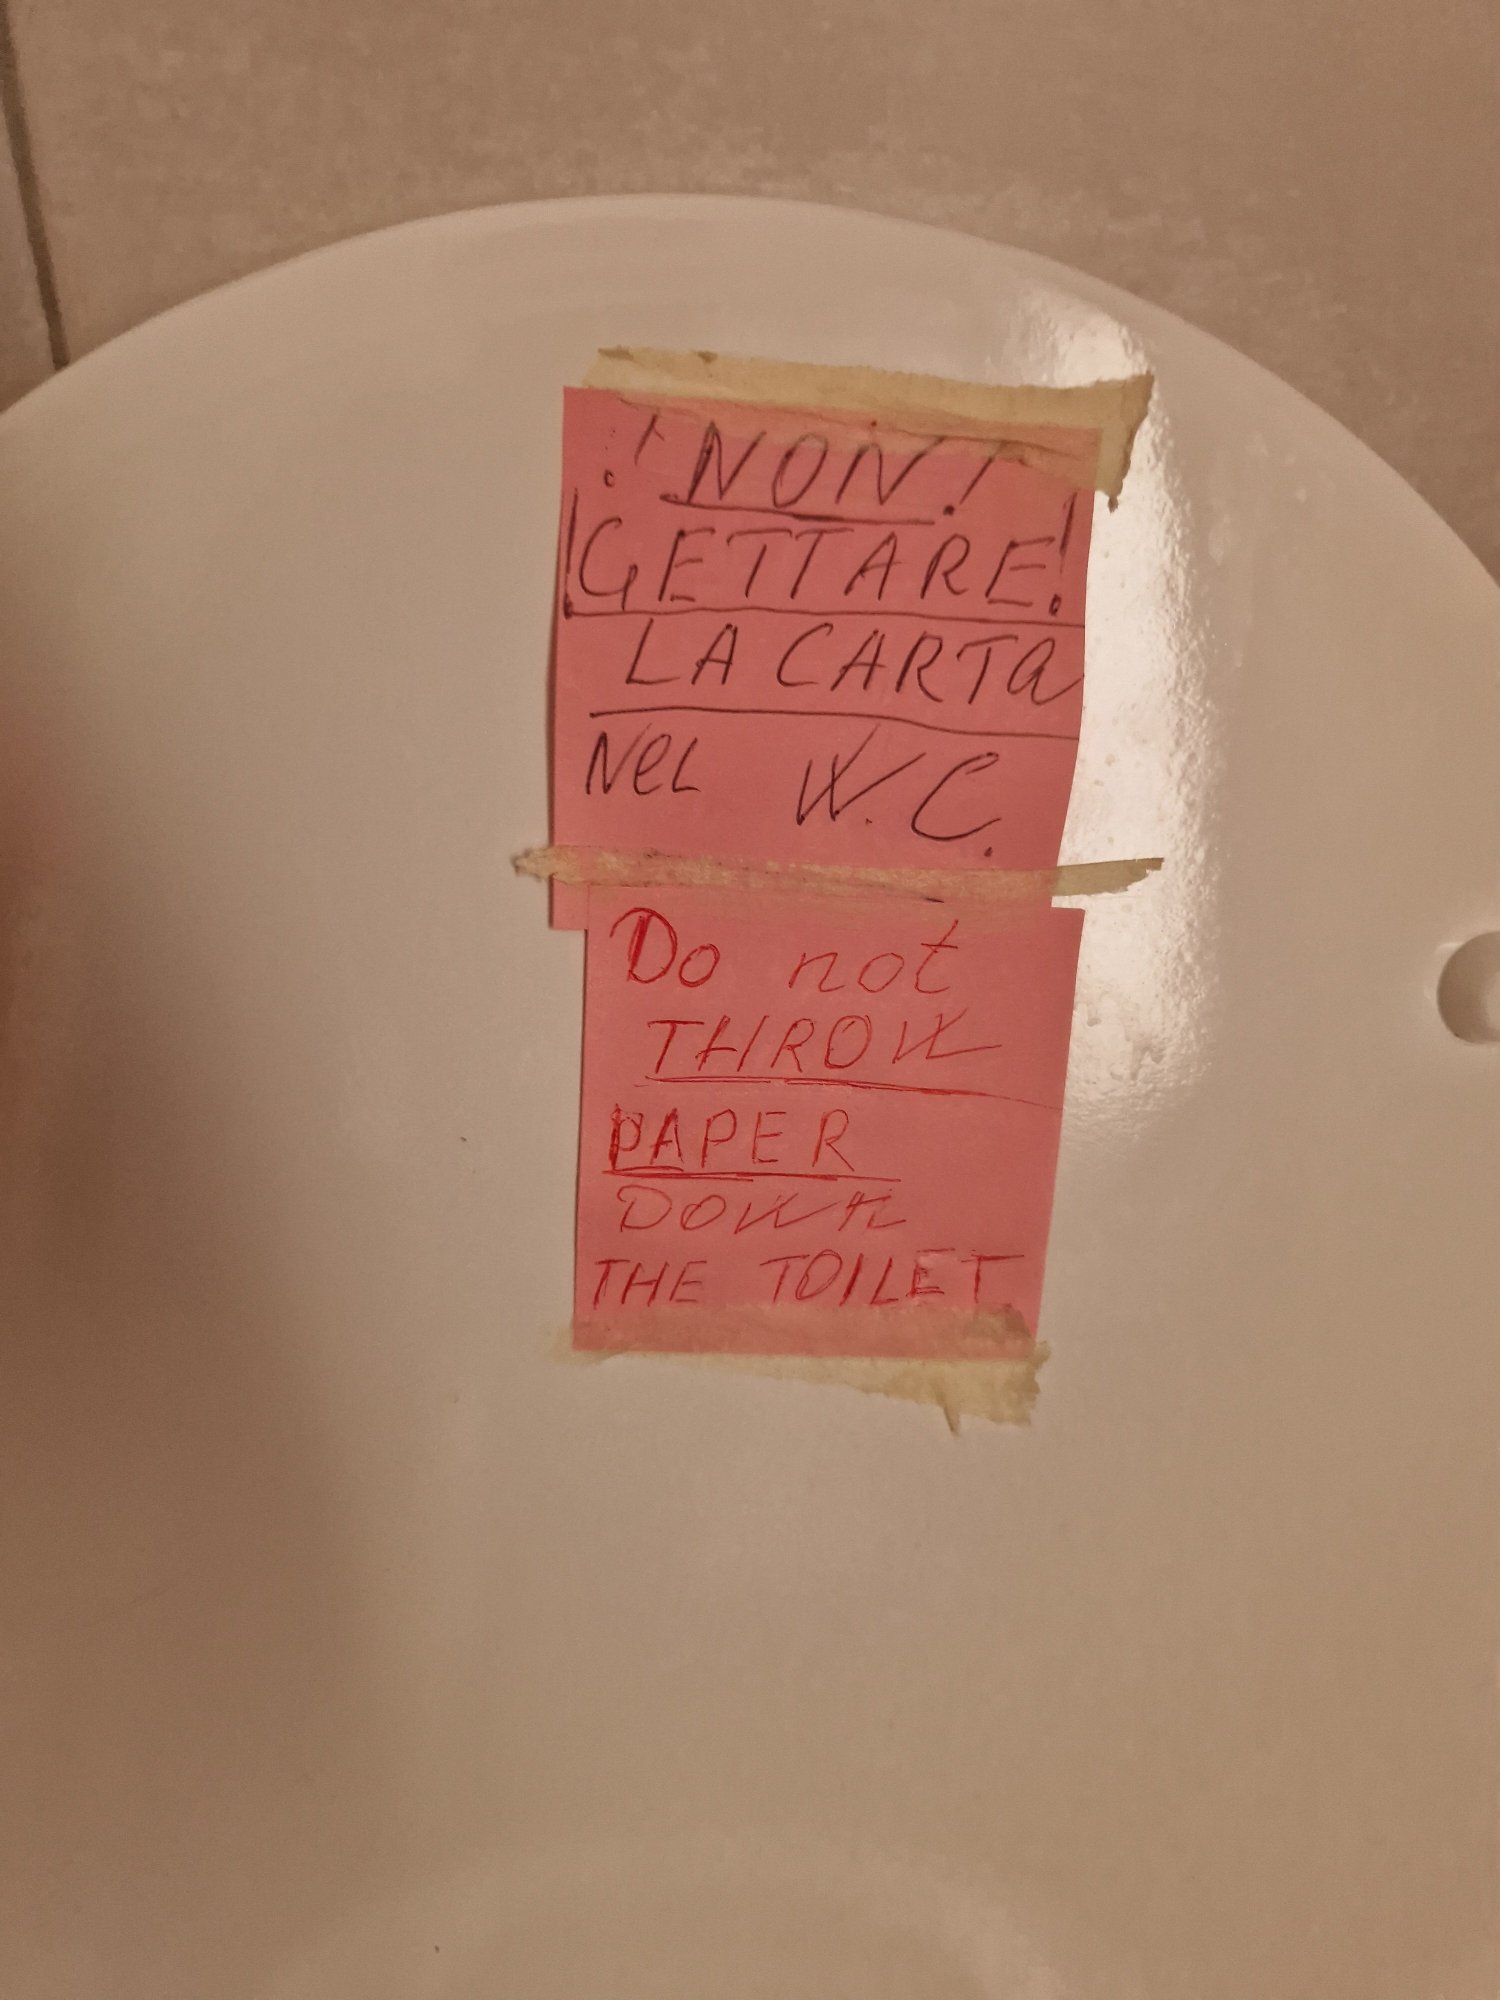 ! NON!
!GETTARE!
LA CARTa
NeL W.C.
Do not
THROW
PAPER
DOWn
THE TOILET